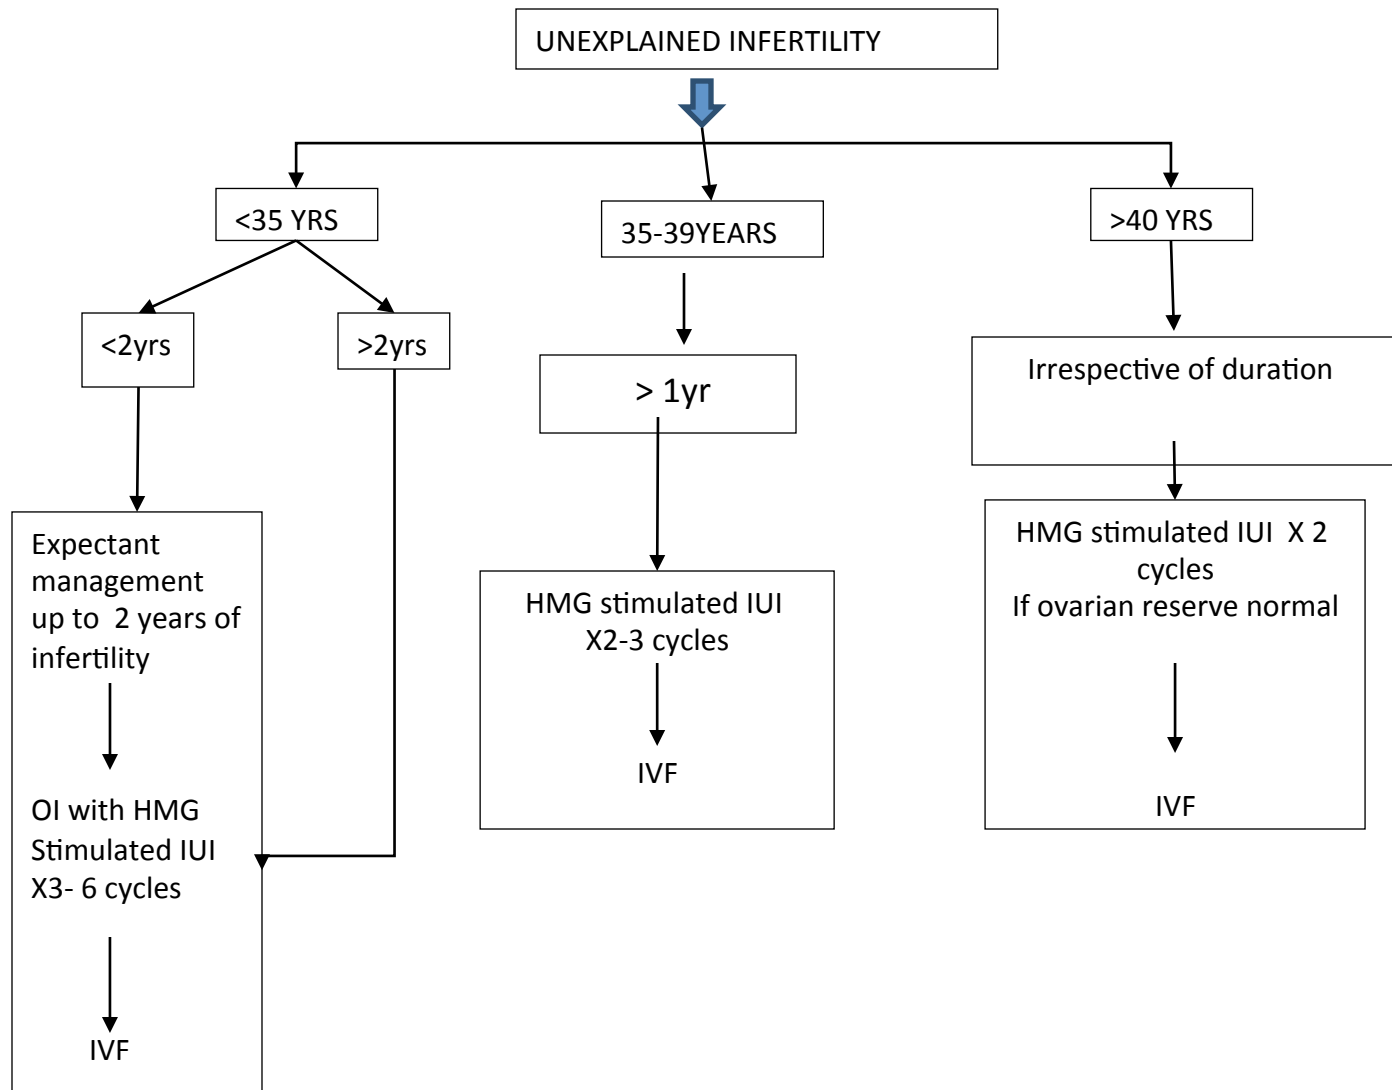 UNEXPLAINED INFERTILITY
<35 YRS
35-39YEARS
>40 YRS
<2yrs
>2yrs
> 1yr
Irrespective of duration
Expectant
management
up to 2 years of
infertility
OI with HMG
Stimulated IUI
X3- 6 cycles
IVF
HMG stimulated IUI
X2-3 cycles
IVF
HMG stimulated IUI X 2
cycles
If ovarian reserve normal
IVF